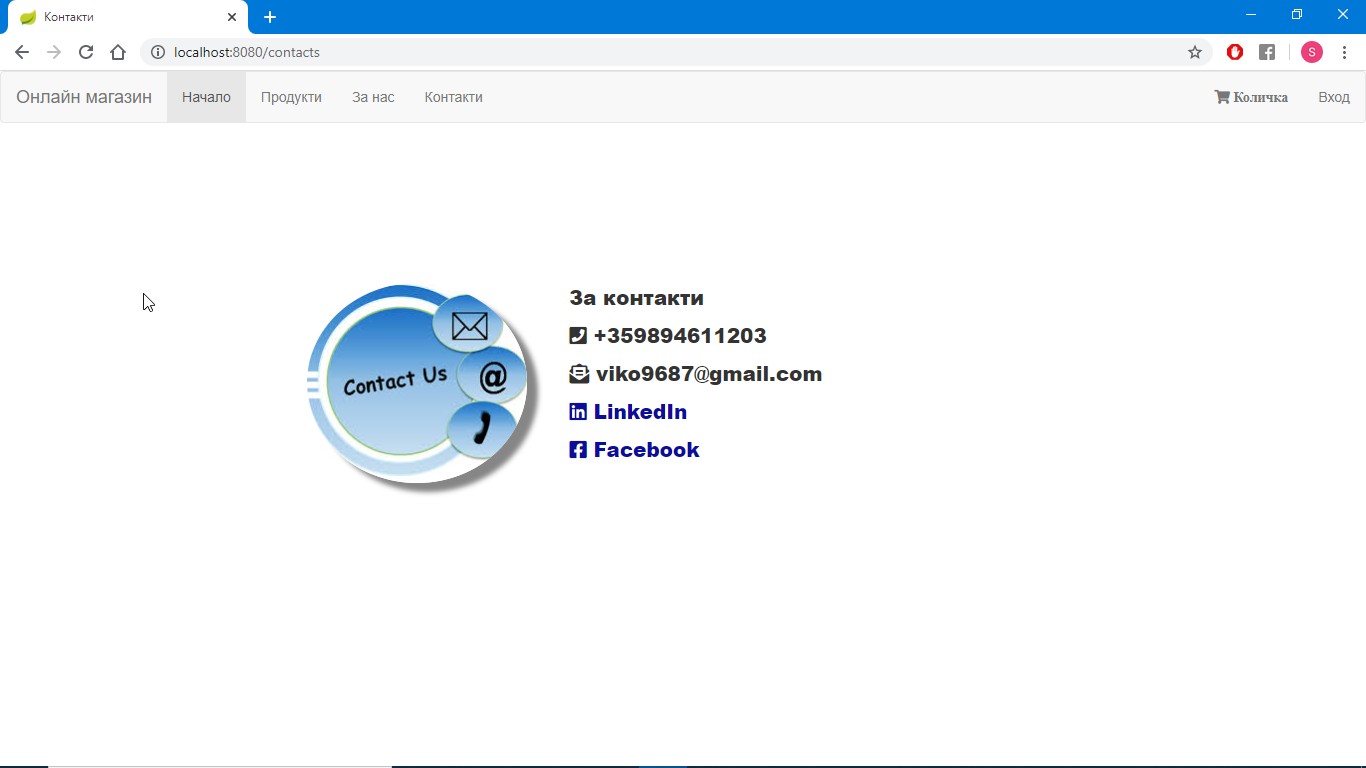 Контакти
localhost:8080/contacts
S
Онлайн магазин Начало Продукти За нас Контакти Количка Вход
Contact Us
@
За контакти
+359894611203
viko9687@gmail.com
LinkedIn
Facebook